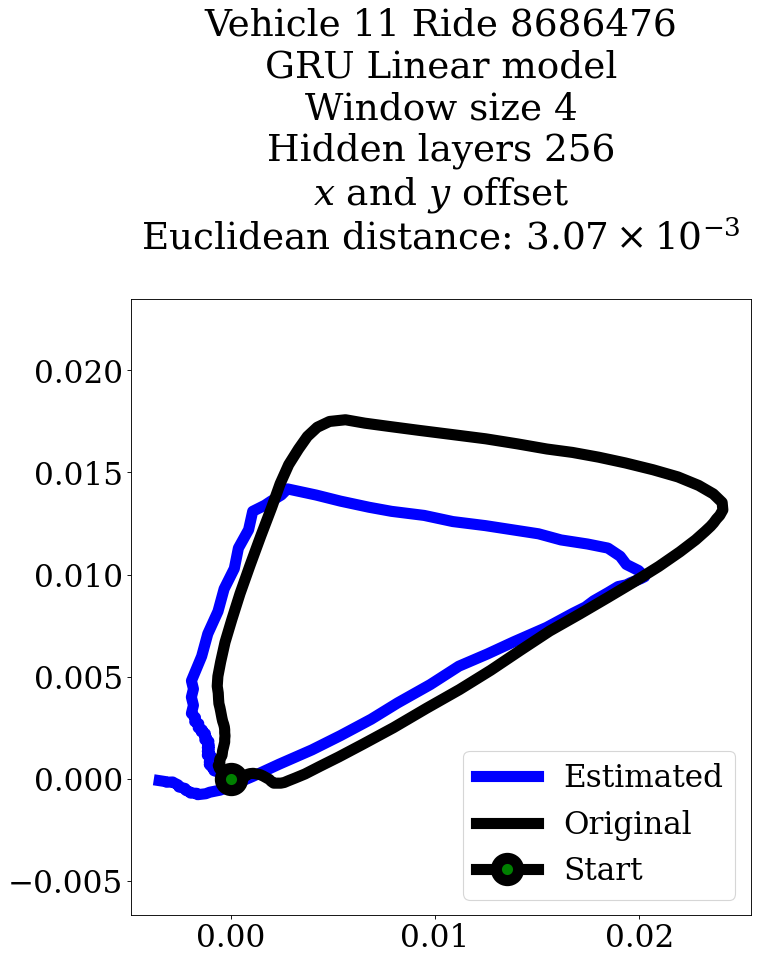 Vehicle 11 Ride 8686476
GRU Linear model
Window size 4
Hidden layers 256
x and y offset
Euclidean distance: 3.07 × 10⁻³
0.020
0.015
0.010
0.005
0.000
−0.005
Estimated
Original
Start
0.00 0.01 0.02